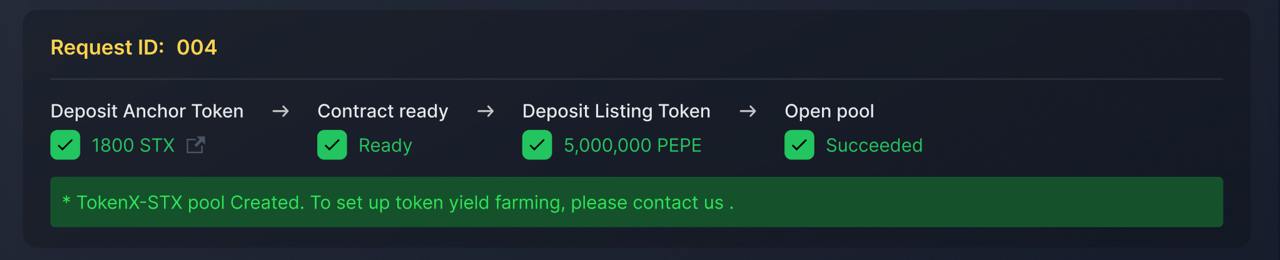 Request ID: 004
Deposit Anchor Token → Contract ready → Deposit Listing Token → Open pool
1800 STX Ready 5,000,000 PEPE Succeeded
* TokenX-STX pool Created. To set up token yield farming, please contact us .